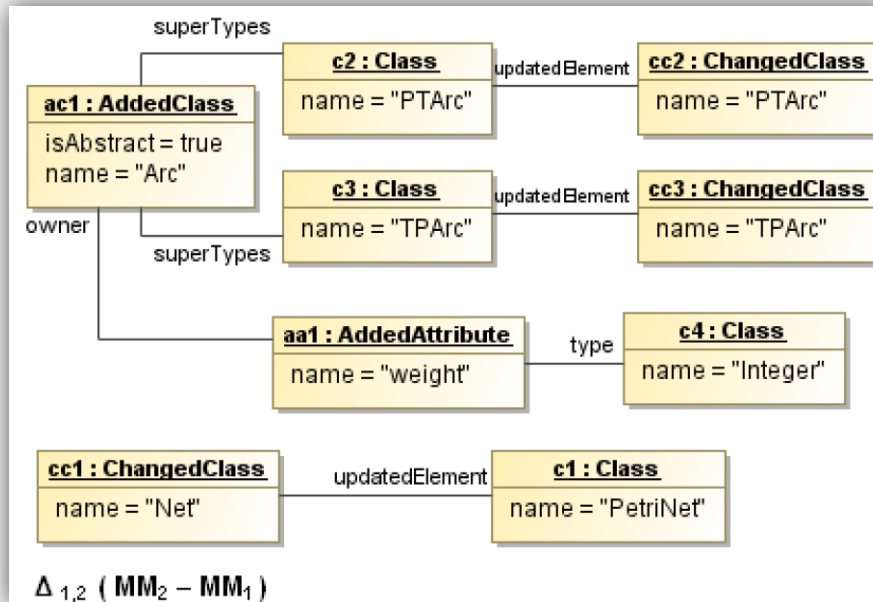 superTypes
c2 : Class
name = "PTArc"
updatedElement
cc2 : ChangedClass
name = "PTArc"
ac1 : AddedClass
isAbstract = true
name = "Arc"
c3 : Class
name = "TPArc"
updatedElement
cc3 : ChangedClass
name = "TPArc"
owner
superTypes
aa1 : AddedAttribute
name = "weight"
type
c4 : Class
name = "Integer"
cc1 : ChangedClass
name = "Net"
updatedElement
c1 : Class
name = "PetriNet"
Δ 1,2 ( MM2 – MM1 )